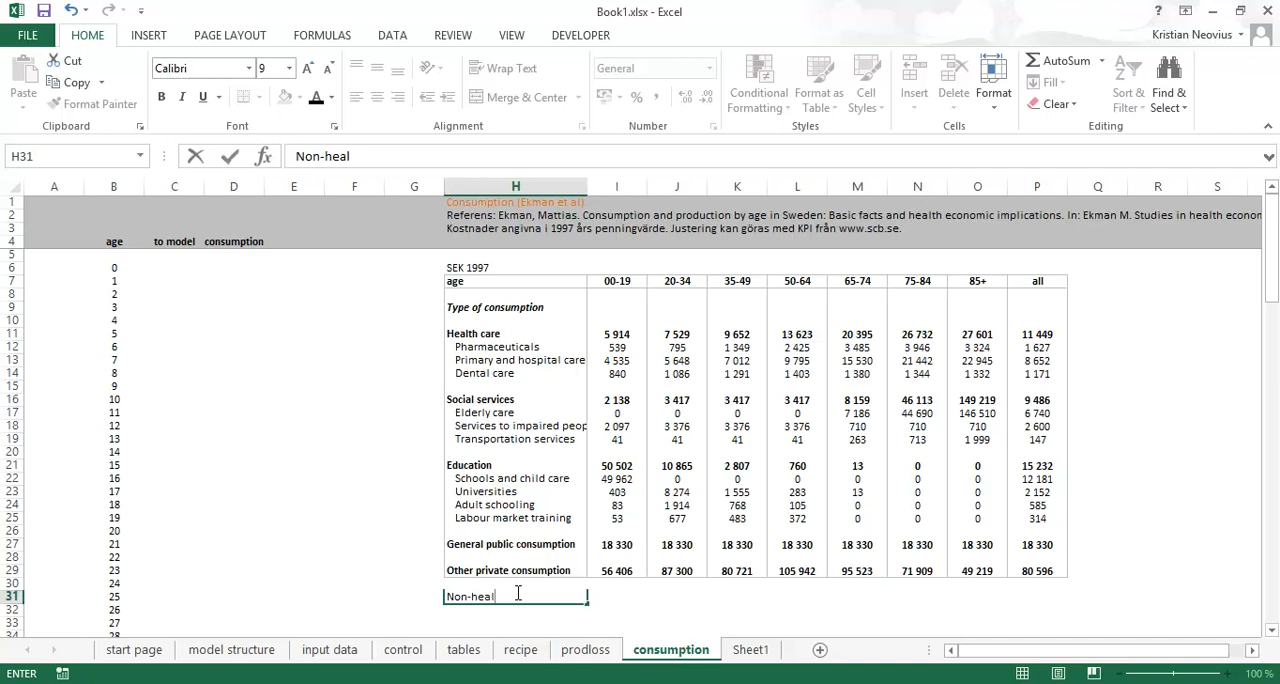 Book1.xlsx - Excel
?
FILE HOME INSERT PAGE LAYOUT FORMULAS DATA REVIEW VIEW DEVELOPER Kristian Neovius
Paste Cut Copy Format Painter Clipboard
Calibri 9 A A B I U A Font
Wrap Text Merge & Center Alignment
General % Number
Conditional Formatting Format as Table Cell Styles Styles
Insert Delete Format Cells
AutoSum Fill Clear Sort & Filter Find & Select Editing
H31 fx Non-heal
A B C D E F G H I J K L M N O P Q R S
1 Consumption (Ekman et al)
2 Referens: Ekman, Mattias. Consumption and production by age in Sweden: Basic facts and health economic implications. In: Ekman M. Studies in health econom
3 Kostnader angivna i 1997 års penningvärde. Justering kan göras med KPI från www.scb.se.
4 age to model consumption
5
6 0 SEK 1997
7 1 age 00-19 20-34 35-49 50-64 65-74 75-84 85+ all
8 2
9 3 Type of consumption
10 4
11 5 Health care 5 914 7 529 9 652 13 623 20 395 26 732 27 601 11 449
12 6 Pharmaceuticals 539 795 1 349 2 425 3 485 3 946 3 324 1 627
13 7 Primary and hospital care 4 535 5 648 7 012 9 795 15 530 21 442 22 945 8 652
14 8 Dental care 840 1 086 1 291 1 403 1 380 1 344 1 332 1 171
15 9
16 10 Social services 2 138 3 417 3 417 3 417 8 159 46 113 149 219 9 486
17 11 Elderly care 0 0 0 0 7 186 44 690 146 510 6 740
18 12 Services to impaired peop 2 097 3 376 3 376 3 376 710 710 710 2 600
19 13 Transportation services 41 41 41 41 263 713 1 999 147
20 14
21 15 Education 50 502 10 865 2 807 760 13 0 0 15 232
22 16 Schools and child care 49 962 0 0 0 0 0 0 12 181
23 17 Universities 403 8 274 1 555 283 13 0 0 2 152
24 18 Adult schooling 83 1 914 768 105 0 0 0 585
25 19 Labour market training 53 677 483 372 0 0 0 314
26 20
27 21 General public consumption 18 330 18 330 18 330 18 330 18 330 18 330 18 330 18 330
28 22
29 23 Other private consumption 56 406 87 300 80 721 105 942 95 523 71 909 49 219 80 596
30 24
31 25 Non-heal
32 26
33 27
34 28
start page model structure input data control tables recipe prodloss consumption Sheet1
ENTER 100 %